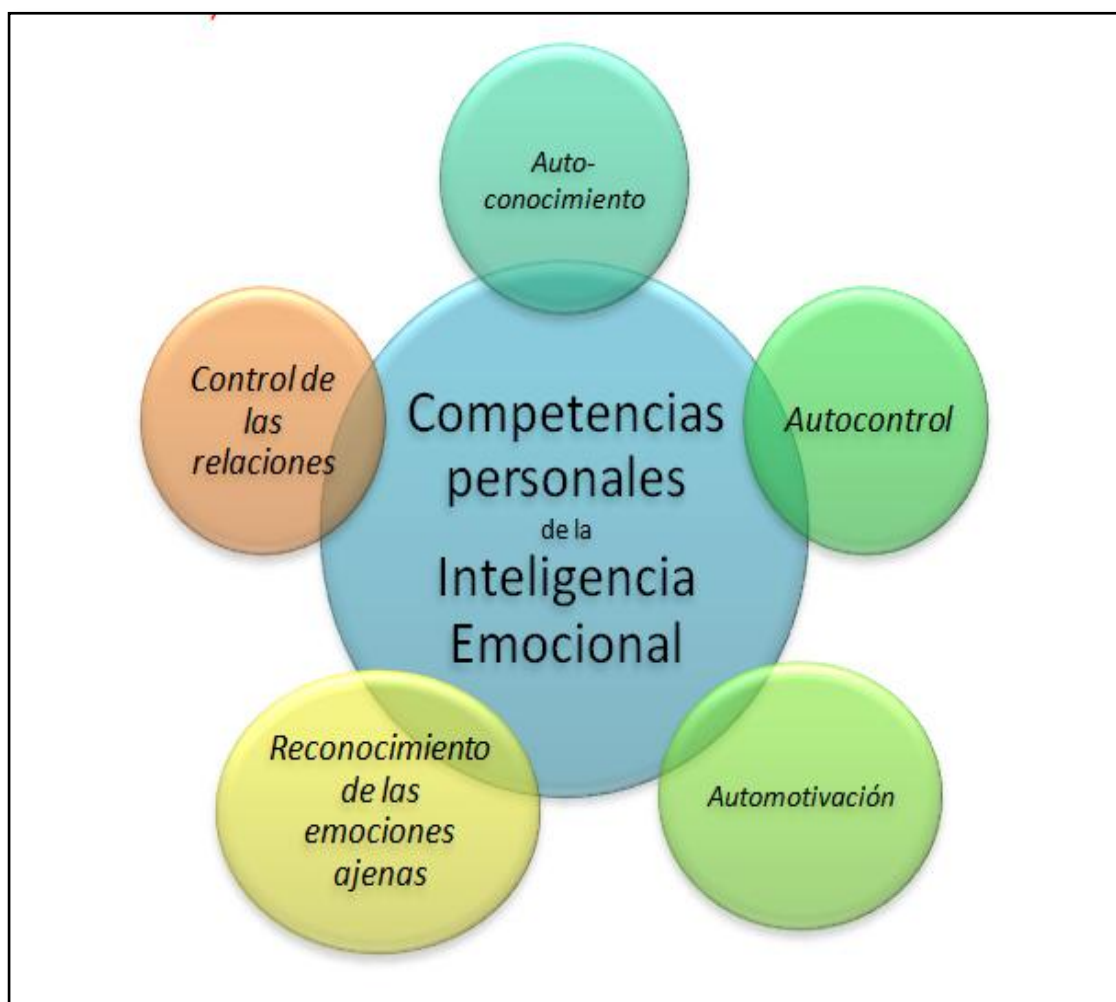 Auto-
conocimiento
Control de
las
relaciones
Competencias
personales
de la
Inteligencia
Emocional
Autocontrol
Reconocimiento
de las
emociones
ajenas
Automotivación